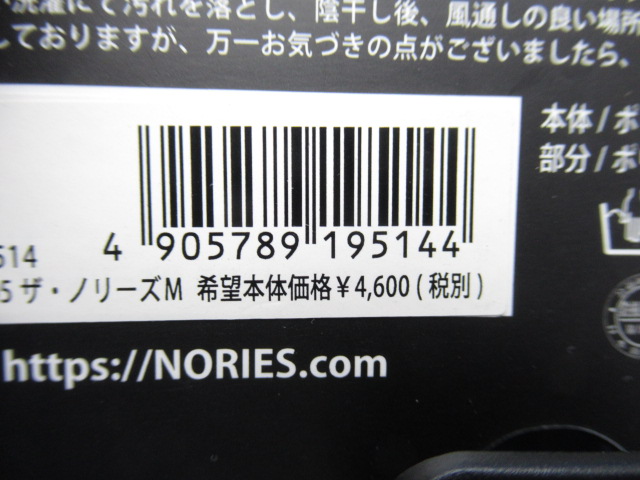 洗濯にて汚れを落とし、陰干し後、風通しの良い場所
しておりますが、万一お気づきの点がございましたら、
本体/ポ
部分/ポ
4 905789 195144
514
5 ザ・ノリーズM 希望本体価格￥4,600(税別)
https://NORIES.com